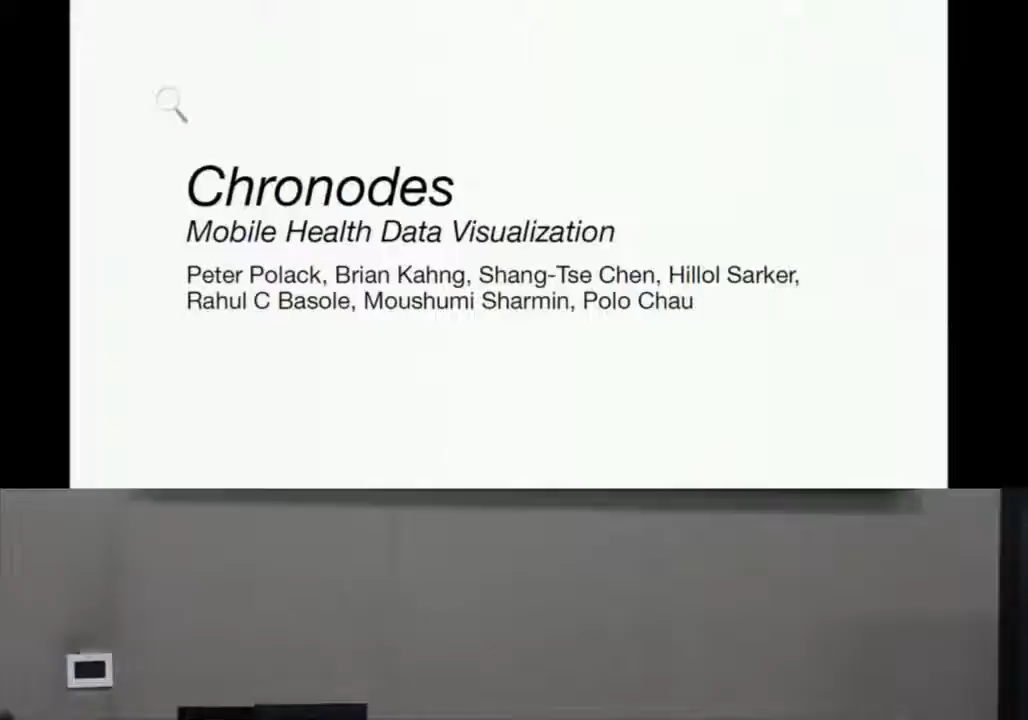 Chronodes
Mobile Health Data Visualization
Peter Polack, Brian Kahng, Shang-Tse Chen, Hillol Sarker,
Rahul C Basole, Moushumi Sharmin, Polo Chau